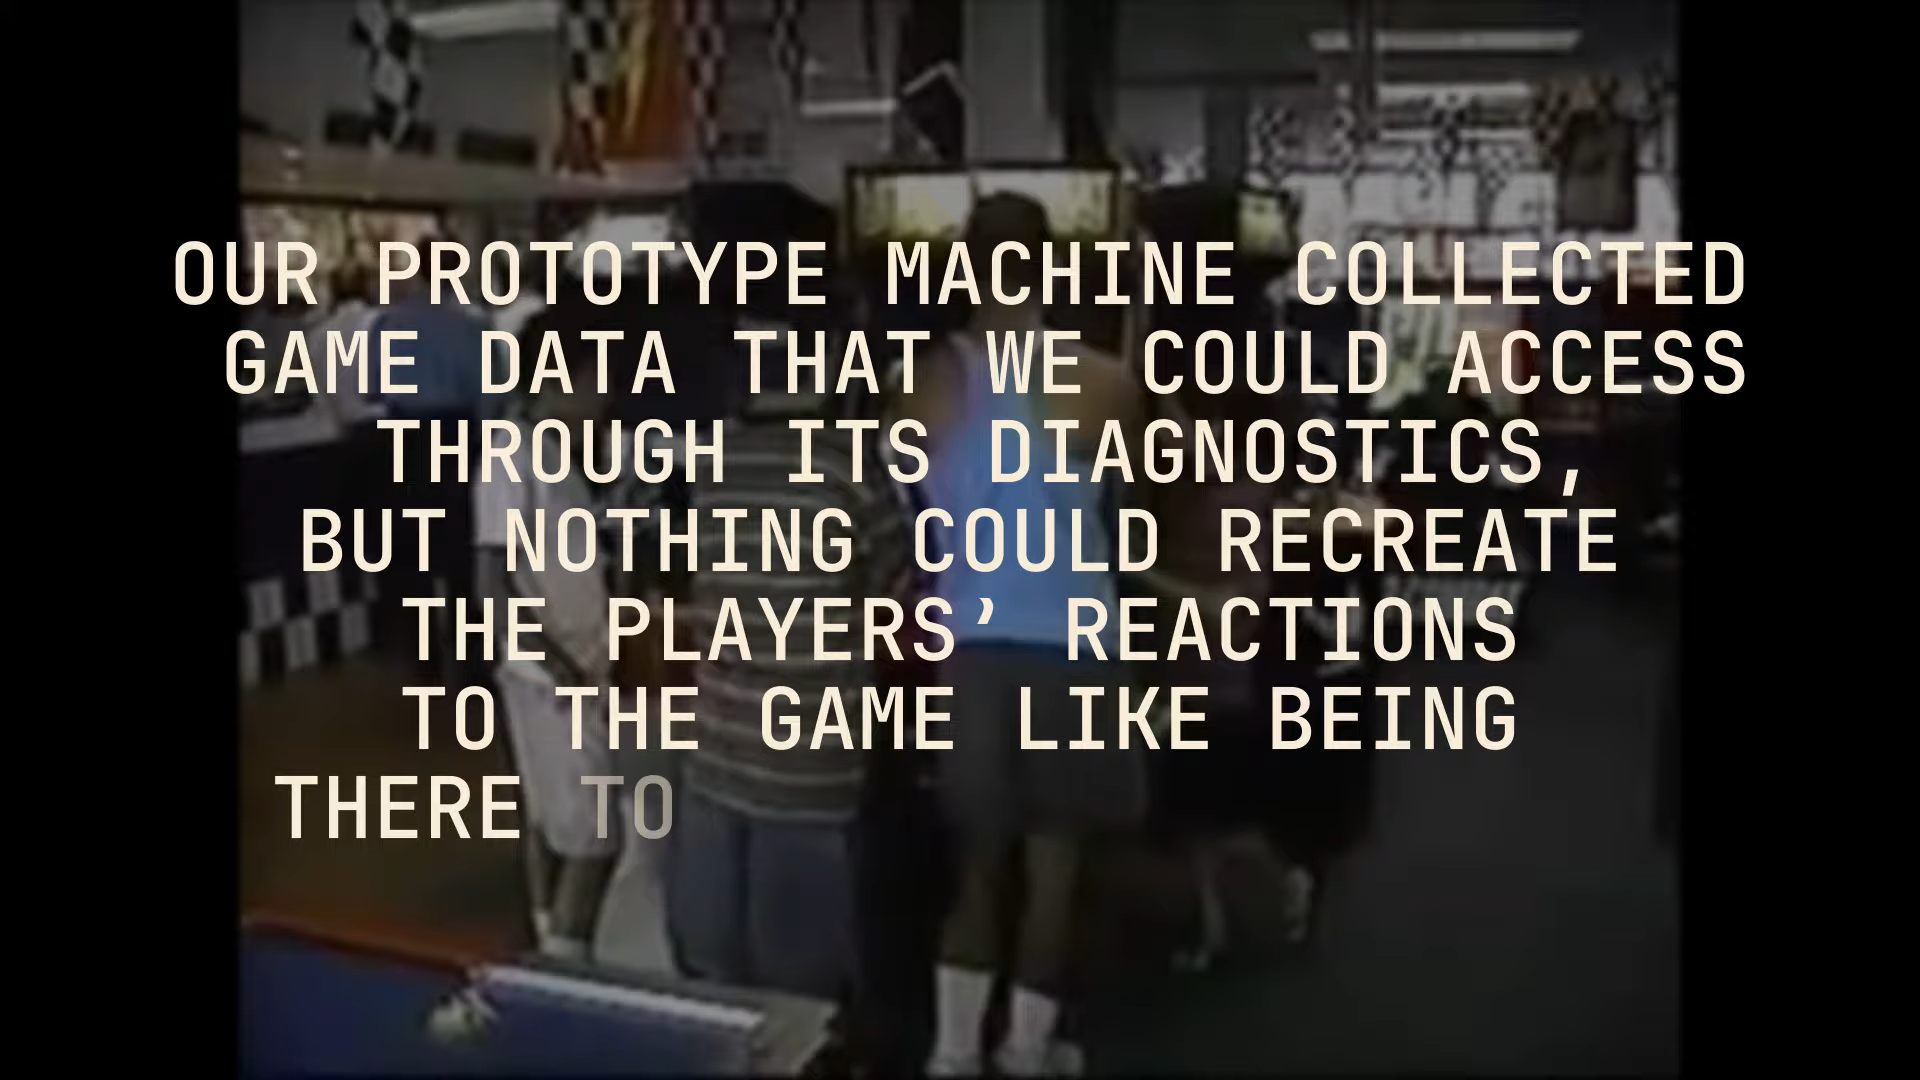 OUR PROTOTYPE MACHINE COLLECTED
GAME DATA THAT WE COULD ACCESS
THROUGH ITS DIAGNOSTICS,
BUT NOTHING COULD RECREATE
THE PLAYERS’ REACTIONS
TO THE GAME LIKE BEING
THERE TO